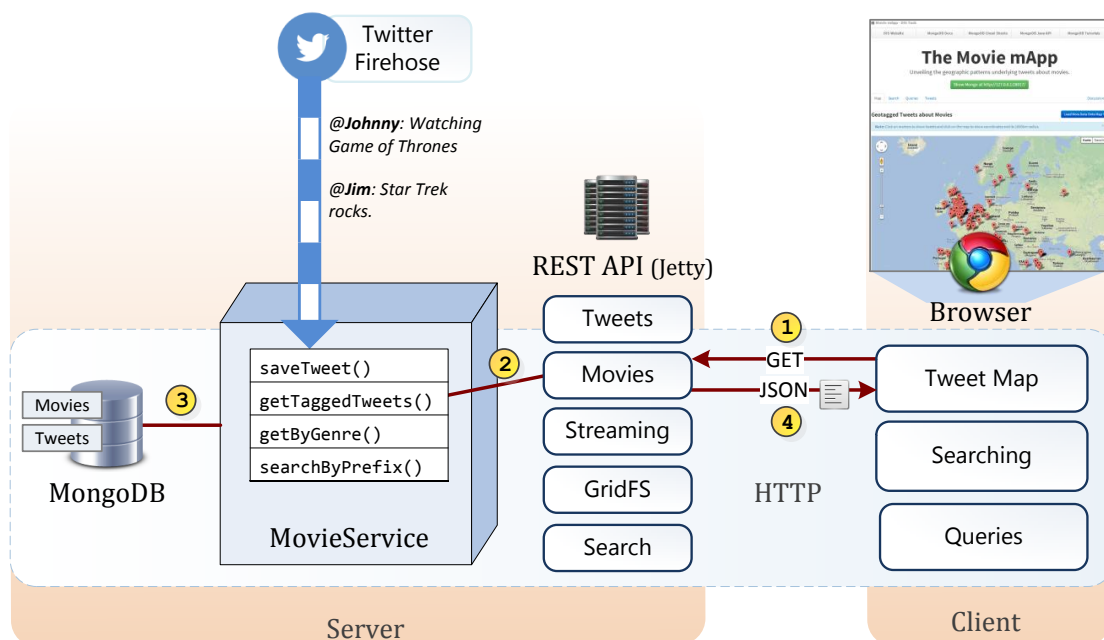 Twitter
Firehose
@Johnny: Watching
Game of Thrones
@Jim: Star Trek
rocks.
The Movie mApp
Unveiling the geographic patterns underlying tweets about movies.
Geotagged Tweets about Movies
REST API (Jetty)
Browser
Tweets
Movies
Streaming
GridFS
Search
1
GET
JSON
4
HTTP
Tweet Map
Searching
Queries
2
saveTweet()
getTaggedTweets()
getByGenre()
searchByPrefix()
MovieService
3
Movies
Tweets
MongoDB
Server
Client